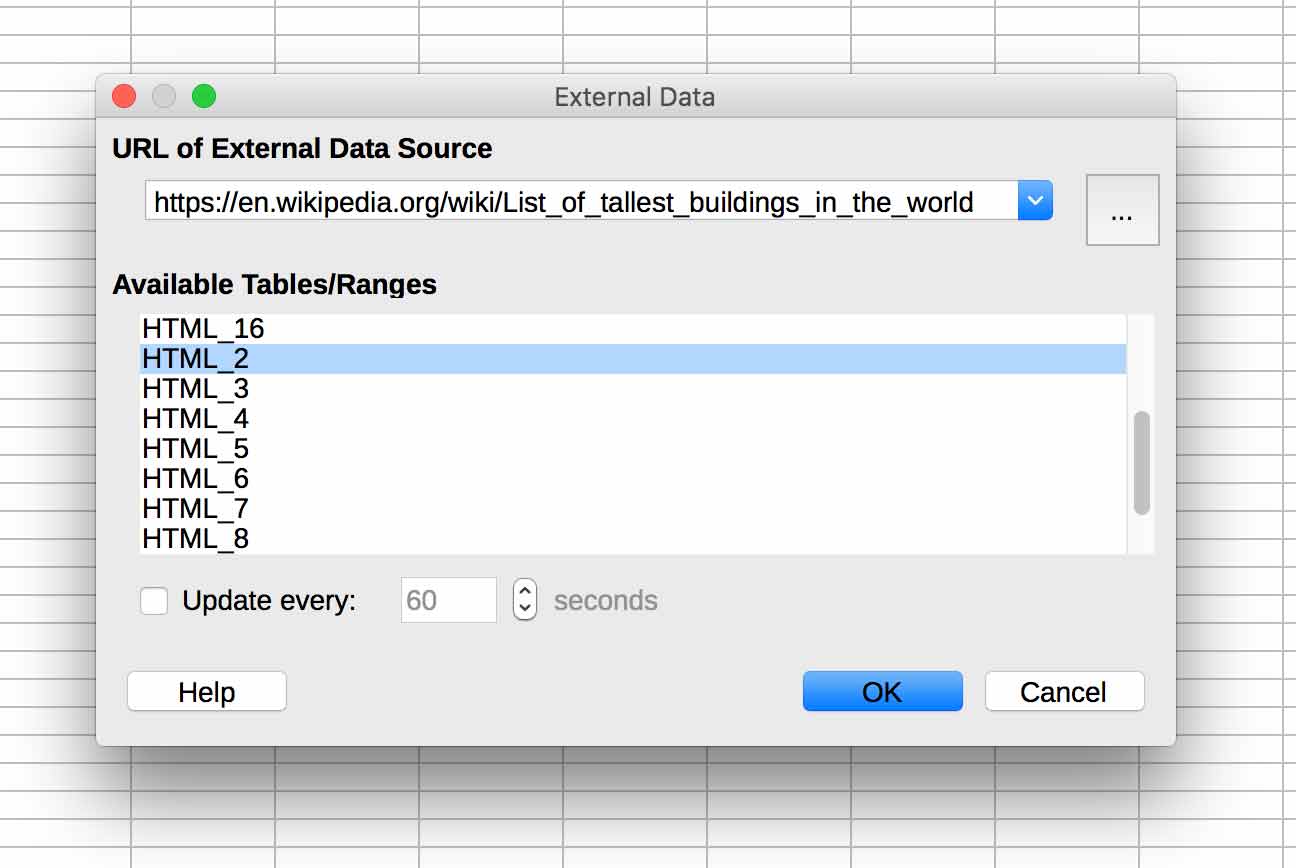 External Data
URL of External Data Source
https://en.wikipedia.org/wiki/List_of_tallest_buildings_in_the_world
...
Available Tables/Ranges
HTML_16
HTML_2
HTML_3
HTML_4
HTML_5
HTML_6
HTML_7
HTML_8
Update every: 60 seconds
Help OK Cancel